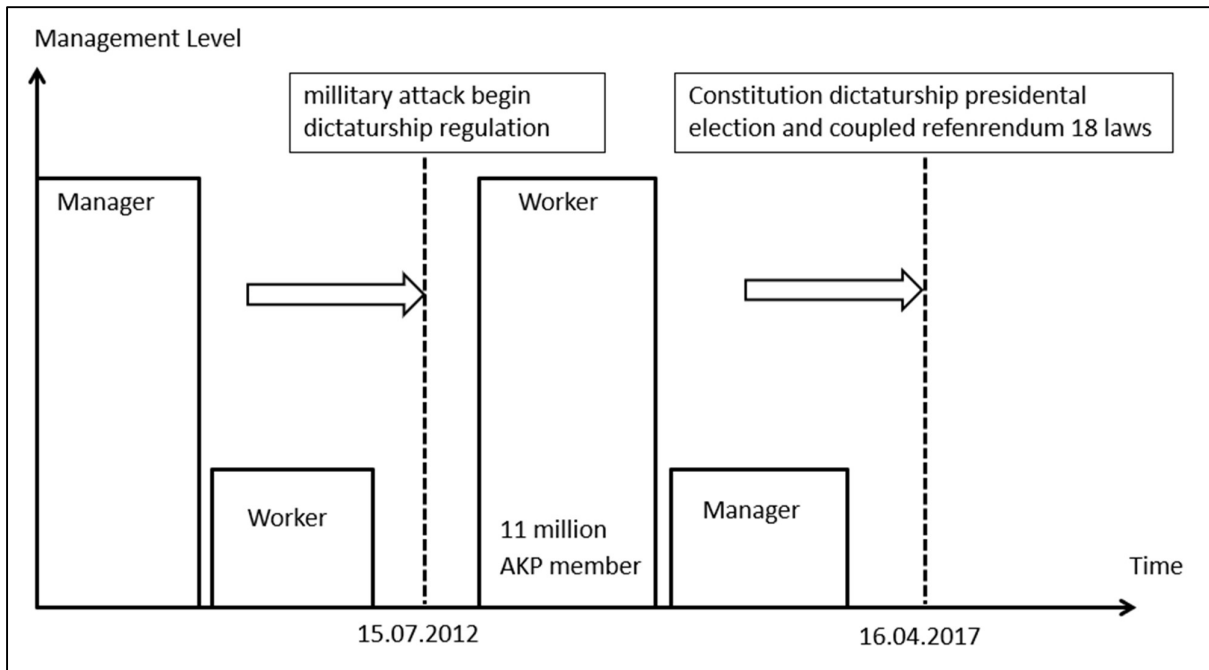 Management Level
millitary attack begin
dictaturship regulation
Constitution dictaturship presidental
election and coupled refenrendum 18 laws
Manager
Worker
Worker
11 million
AKP member
Manager
Time
15.07.2012
16.04.2017